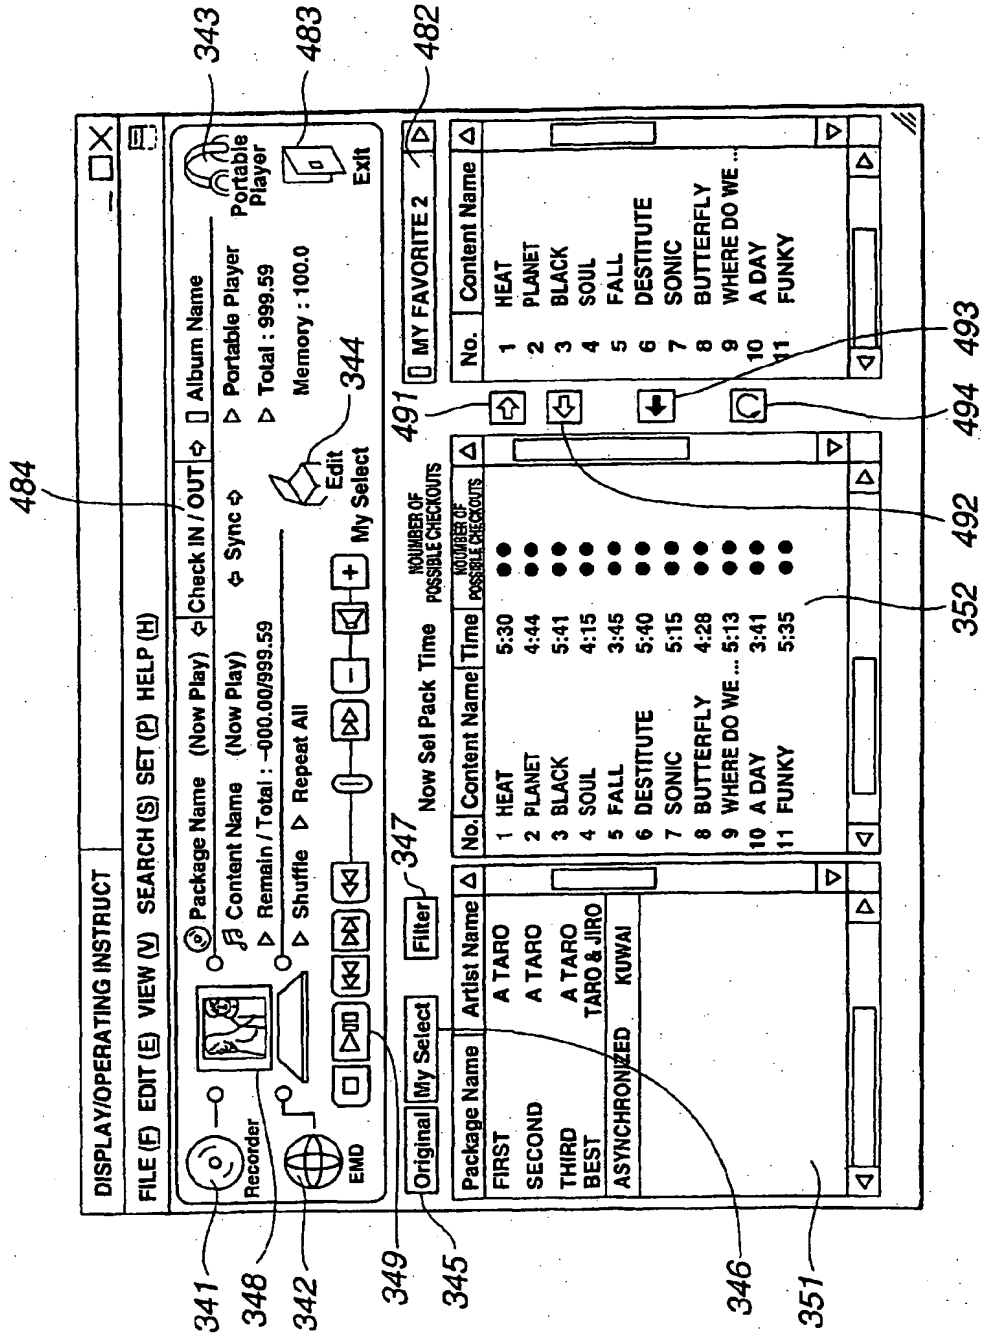 484
343
483
482
DISPLAY/OPERATING INSTRUCT
FILE (F) EDIT (E) VIEW (V) SEARCH (S) SET (P) HELP (H)
Package Name (Now Play) Check IN / OUT Album Name
Content Name (Now Play) Sync Portable Player
Remain / Total : -000.00/999.59 Total : 999.59
Shuffle Repeat All Memory : 100.0
Recorder
EMD
Portable Player
Exit
Edit
My Select
344
341
348
342
349
345
346
351
347
Original My Select Filter
Now Sel Pack Time
NOUMBER OF POSSIBLE CHECKOUTS
MY FAVORITE 2
491
Package Name Artist Name
FIRST A TARO
SECOND A TARO
THIRD A TARO
BEST TARO & JIRO
ASYNCHRONIZED KUWAI
No. Content Name Time NOUMBER OF POSSIBLE CHECKOUTS
1 HEAT 5:30
2 PLANET 4:44
3 BLACK 5:41
4 SOUL 4:15
5 FALL 3:45
6 DESTITUTE 5:40
7 SONIC 5:15
8 BUTTERFLY 4:28
9 WHERE DO WE ... 5:13
10 A DAY 3:41
11 FUNKY 5:35
No. Content Name
1 HEAT
2 PLANET
3 BLACK
4 SOUL
5 FALL
6 DESTITUTE
7 SONIC
8 BUTTERFLY
9 WHERE DO WE ...
10 A DAY
11 FUNKY
352
492
494
493